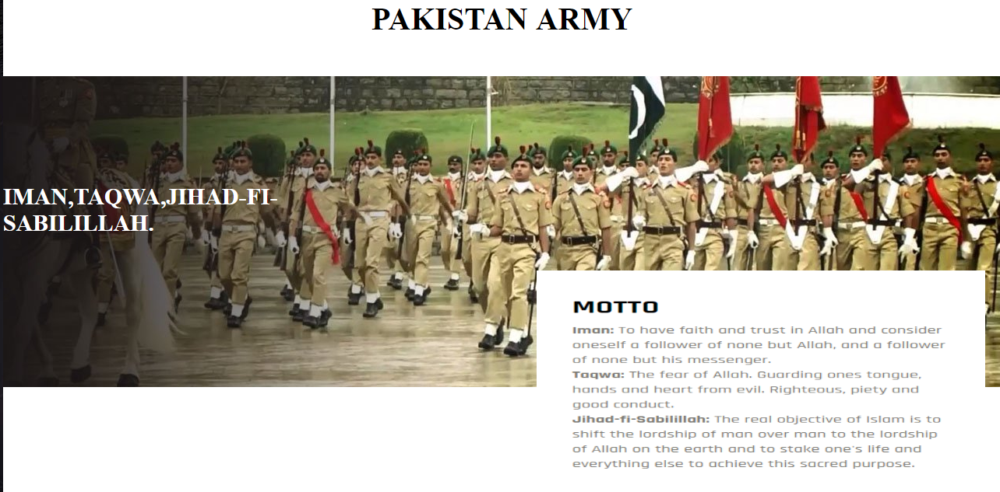 PAKISTAN ARMY
IMAN,TAQWA,JIHAD-FI-
SABILILLAH.
MOTTO
Iman: To have faith and trust in Allah and consider
oneself a follower of none but Allah, and a follower
of none but his messenger.
Taqwa: The fear of Allah. Guarding ones tongue,
hands and heart from evil. Righteous, piety and
good conduct.
Jihad-fi-Sabilillah: The real objective of Islam is to
shift the lordship of man over man to the lordship
of Allah on the earth and to stake one's life and
everything else to achieve this sacred purpose.